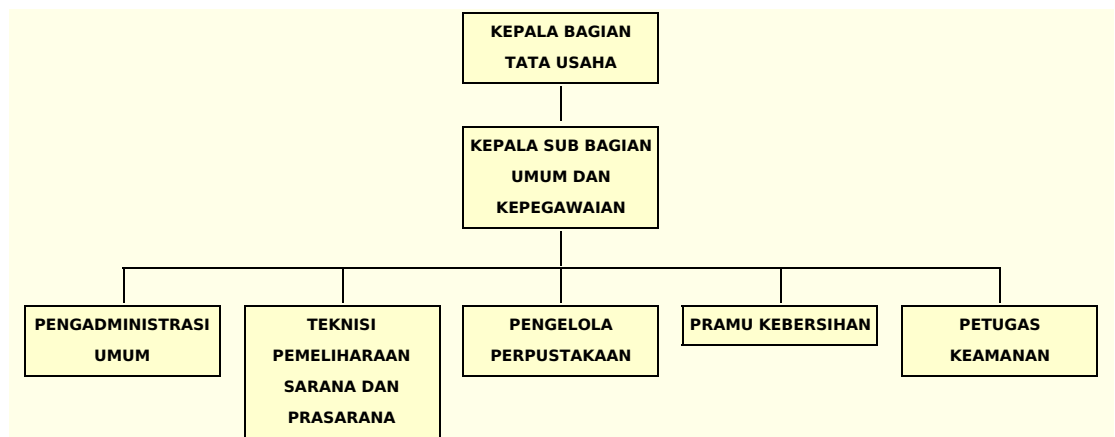 KEPALA BAGIAN
TATA USAHA
KEPALA SUB BAGIAN
UMUM DAN
KEPEGAWAIAN
PENGADMINISTRASI
UMUM
TEKNISI
PEMELIHARAAN
SARANA DAN
PRASARANA
PENGELOLA
PERPUSTAKAAN
PRAMU KEBERSIHAN
PETUGAS
KEAMANAN